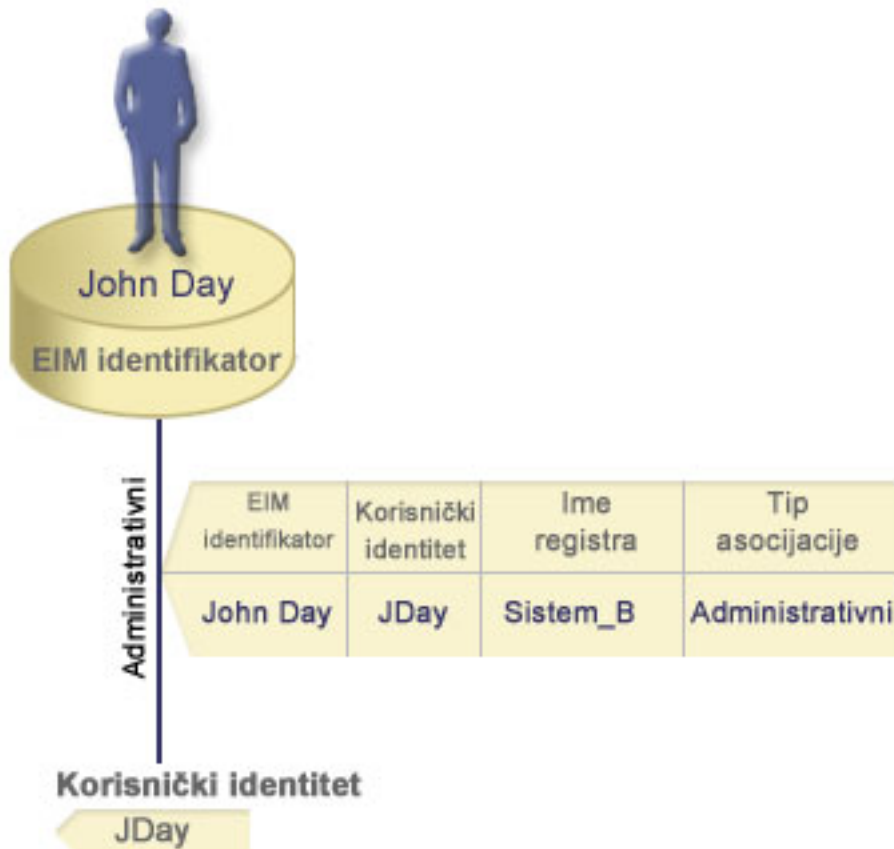 John Day
EIM identifikator
Administrativni
EIM identifikator
Korisnički identitet
Ime registra
Tip asocijacije
John Day
JDay
Sistem_B
Administrativni
Korisnički identitet
JDay